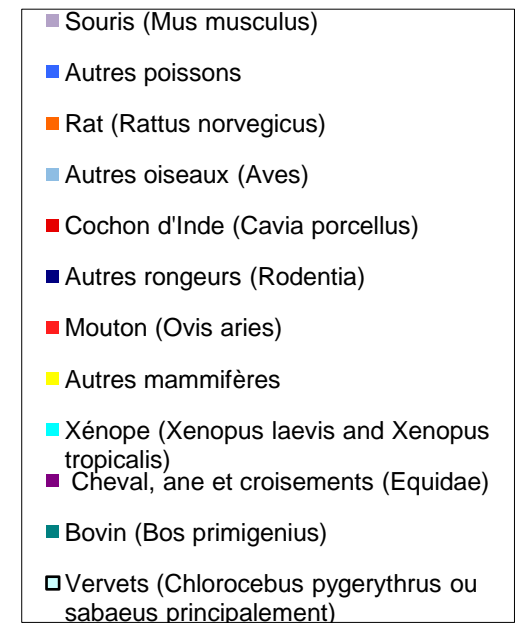 Souris (Mus musculus)
Autres poissons
Rat (Rattus norvegicus)
Autres oiseaux (Aves)
Cochon d'Inde (Cavia porcellus)
Autres rongeurs (Rodentia)
Mouton (Ovis aries)
Autres mammifères
Xénope (Xenopus laevis and Xenopus
tropicalis)
Cheval, ane et croisements (Equidae)
Bovin (Bos primigenius)
Vervets (Chlorocebus pygerythrus ou
sabaeus principalement)